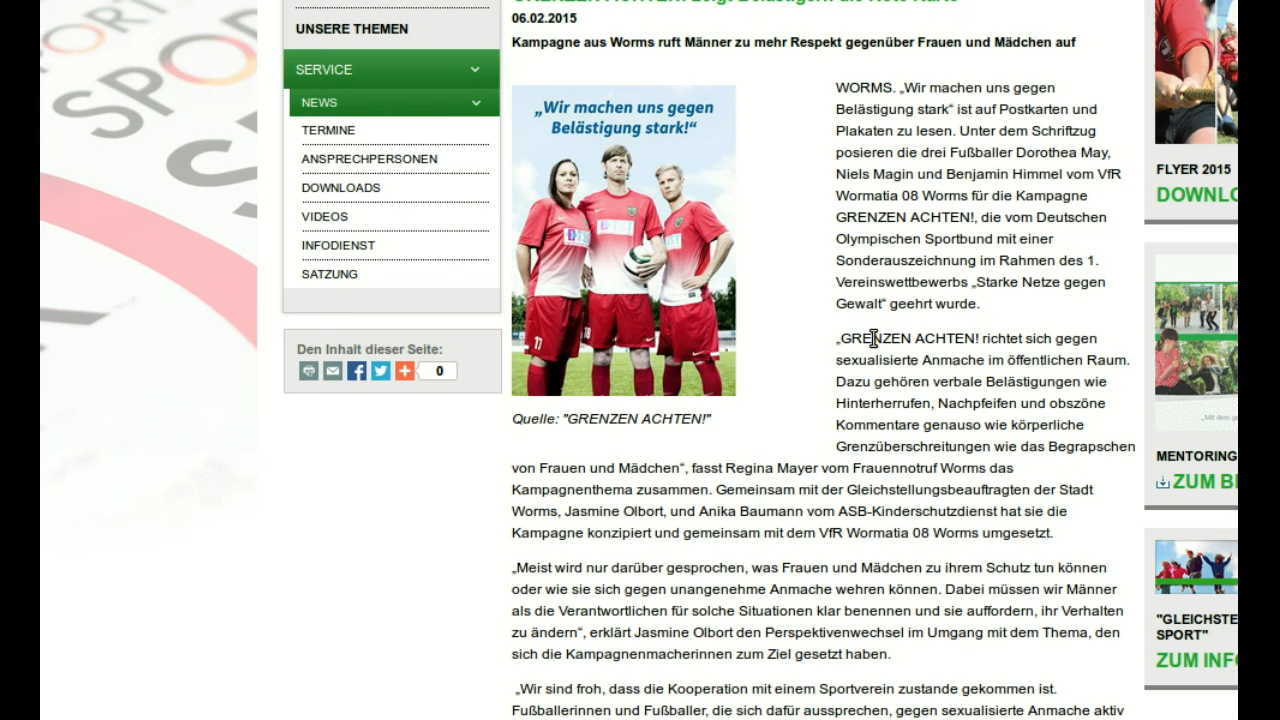 UNSERE THEMEN
SERVICE
NEWS
TERMINE
ANSPRECHPERSONEN
DOWNLOADS
VIDEOS
INFODIENST
SATZUNG
Den Inhalt dieser Seite:
0
06.02.2015
Kampagne aus Worms ruft Männer zu mehr Respekt gegenüber Frauen und Mädchen auf
„Wir machen uns gegen
Belästigung stark!“
Quelle: "GRENZEN ACHTEN!"
WORMS. „Wir machen uns gegen
Belästigung stark“ ist auf Postkarten und
Plakaten zu lesen. Unter dem Schriftzug
posieren die drei Fußballer Dorothea May,
Niels Magin und Benjamin Himmel vom VfR
Wormatia 08 Worms für die Kampagne
GRENZEN ACHTEN!, die vom Deutschen
Olympischen Sportbund mit einer
Sonderauszeichnung im Rahmen des 1.
Vereinswettbewerbs „Starke Netze gegen
Gewalt“ geehrt wurde.
„GRENZEN ACHTEN! richtet sich gegen
sexualisierte Anmache im öffentlichen Raum.
Dazu gehören verbale Belästigungen wie
Hinterherrufen, Nachpfeifen und obszöne
Kommentare genauso wie körperliche
Grenzüberschreitungen wie das Begrapschen
von Frauen und Mädchen“, fasst Regina Mayer vom Frauennotruf Worms das
Kampagnenthema zusammen. Gemeinsam mit der Gleichstellungsbeauftragten der Stadt
Worms, Jasmine Olbort, und Anika Baumann vom ASB-Kinderschutzdienst hat sie die
Kampagne konzipiert und gemeinsam mit dem VfR Wormatia 08 Worms umgesetzt.
„Meist wird nur darüber gesprochen, was Frauen und Mädchen zu ihrem Schutz tun können
oder wie sie sich gegen unangenehme Anmache wehren können. Dabei müssen wir Männer
als die Verantwortlichen für solche Situationen klar benennen und sie auffordern, ihr Verhalten
zu ändern“, erklärt Jasmine Olbort den Perspektivenwechsel im Umgang mit dem Thema, den
sich die Kampagnenmacherinnen zum Ziel gesetzt haben.
„Wir sind froh, dass die Kooperation mit einem Sportverein zustande gekommen ist.
Fußballerinnen und Fußballer, die sich dafür aussprechen, gegen sexualisierte Anmache aktiv
FLYER 2015
DOWNLO
MENTORING
ZUM B
"GLEICHSTE
SPORT"
ZUM INF